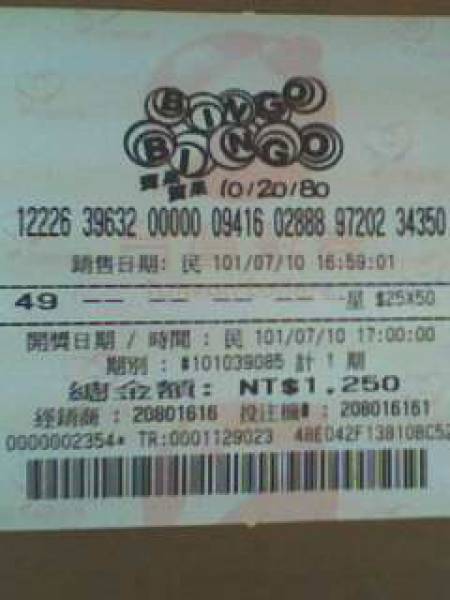 BINGO
BINGO
賓果
賓果 10/20/80
12226 39632 00000 09416 02888 97202 34350
銷售日期: 民 101/07/10 16:59:01
49 -- -- -- -- -- 星 $25X50
開獎日期 / 時間 : 民 101/07/10 17:00:00
期別 : #101039085 計 1 期
總金額: NT$1,250
經銷商 : 20801616 投注機# : 208016161
0000002354* TR:0001129023 48E042F13810BC52